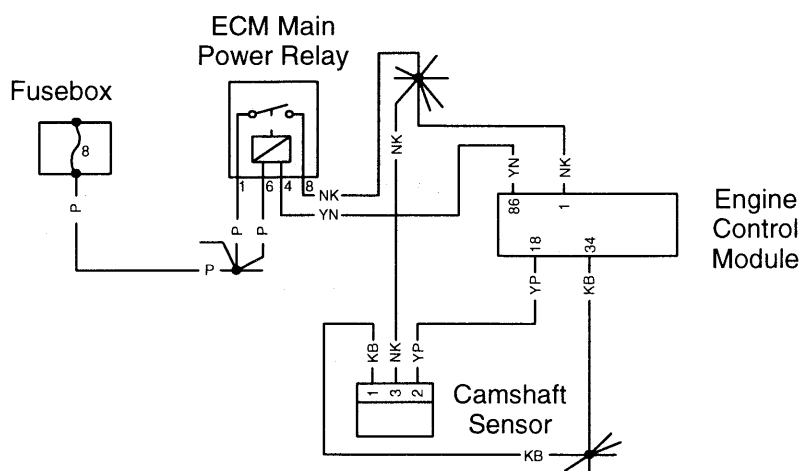 ECM Main
Power Relay
Fusebox
8
1 6 4 8
NK
YN
P
P
P
P
NK
YN
NK
86
1
18
34
Engine
Control
Module
YP
KB
KB
NK
YP
1
3
2
Camshaft
Sensor
KB